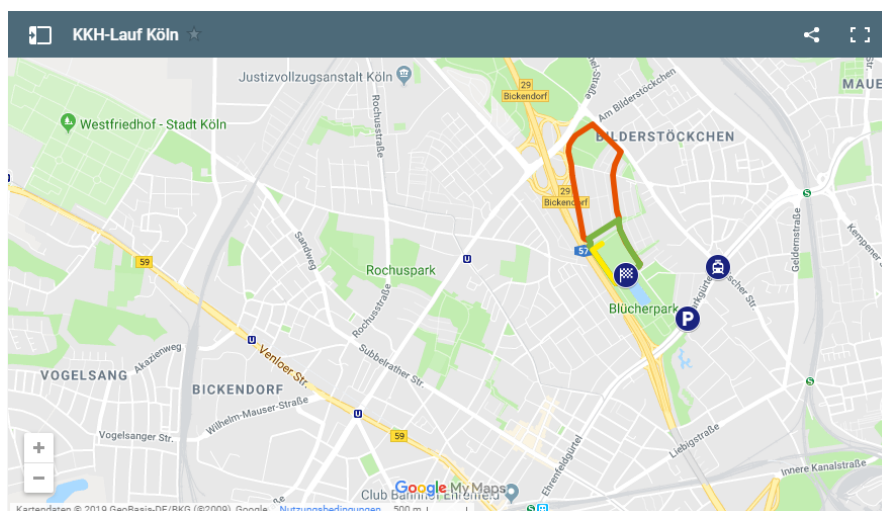 KKH-Lauf Köln
Justizvollzugsanstalt Köln
29
Bickendorf
Am Bilderstöckchen
MAUE
Westfriedhof - Stadt Köln
Rochusstraße
BILDERSTÖCKCHEN
29
Bickendorf
S
Sandweg
57
Geldernstraße
Kempener
59
U
Rochuspark
Rochusstraße
Blücherpark
P
U
Akazienweg
Venloer Str.
Subbelrather Str.
VOGELSANG
BICKENDORF
S
U
Wilhelm-Mauser-Straße
Vogelsanger Str.
59
Ehrenfeldgürtel
Liebigstraße
Innere Kanalstraße
+
−
Google My Maps
Club Bahnhof Ehrenfeld
Kartendaten © 2019 GeoBasis-DE/BKG (©2009), Google
Nutzungsbedingungen
500 m
S